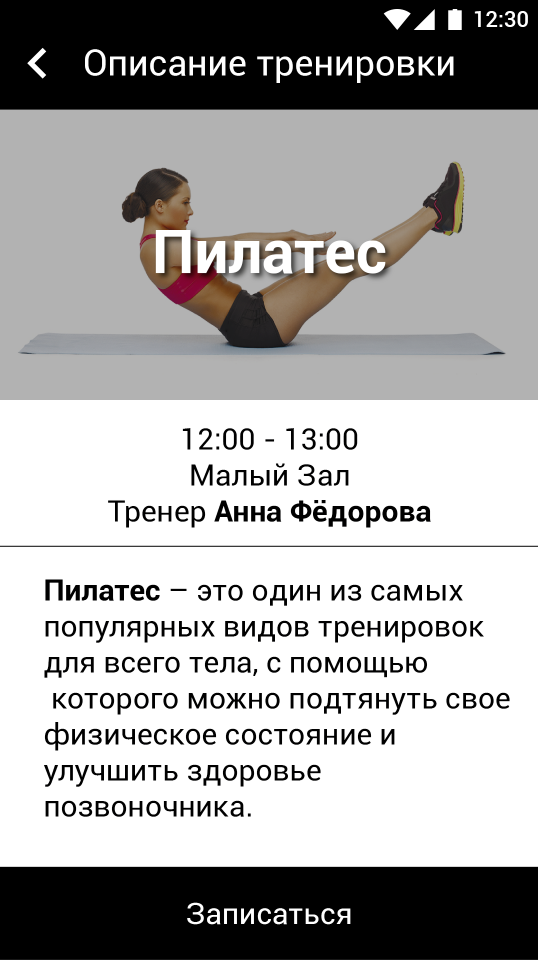 12:30
Описание тренировки
Пилатес
12:00 - 13:00
Малый Зал
Тренер Анна Фёдорова
Пилатес – это один из самых
популярных видов тренировок
для всего тела, с помощью
которого можно подтянуть свое
физическое состояние и
улучшить здоровье
позвоночника.
Записаться